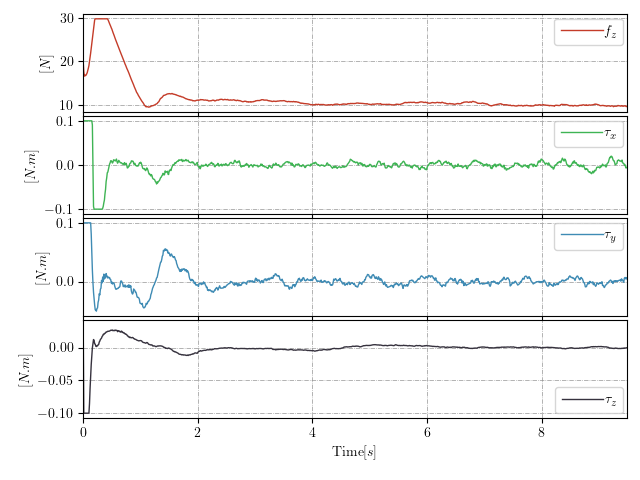 30
20
10
[N]
f_z
0.1
0.0
−0.1
[N.m]
τ_x
0.1
0.0
[N.m]
τ_y
0.00
−0.05
−0.10
[N.m]
τ_z
0 2 4 6 8
Time[s]